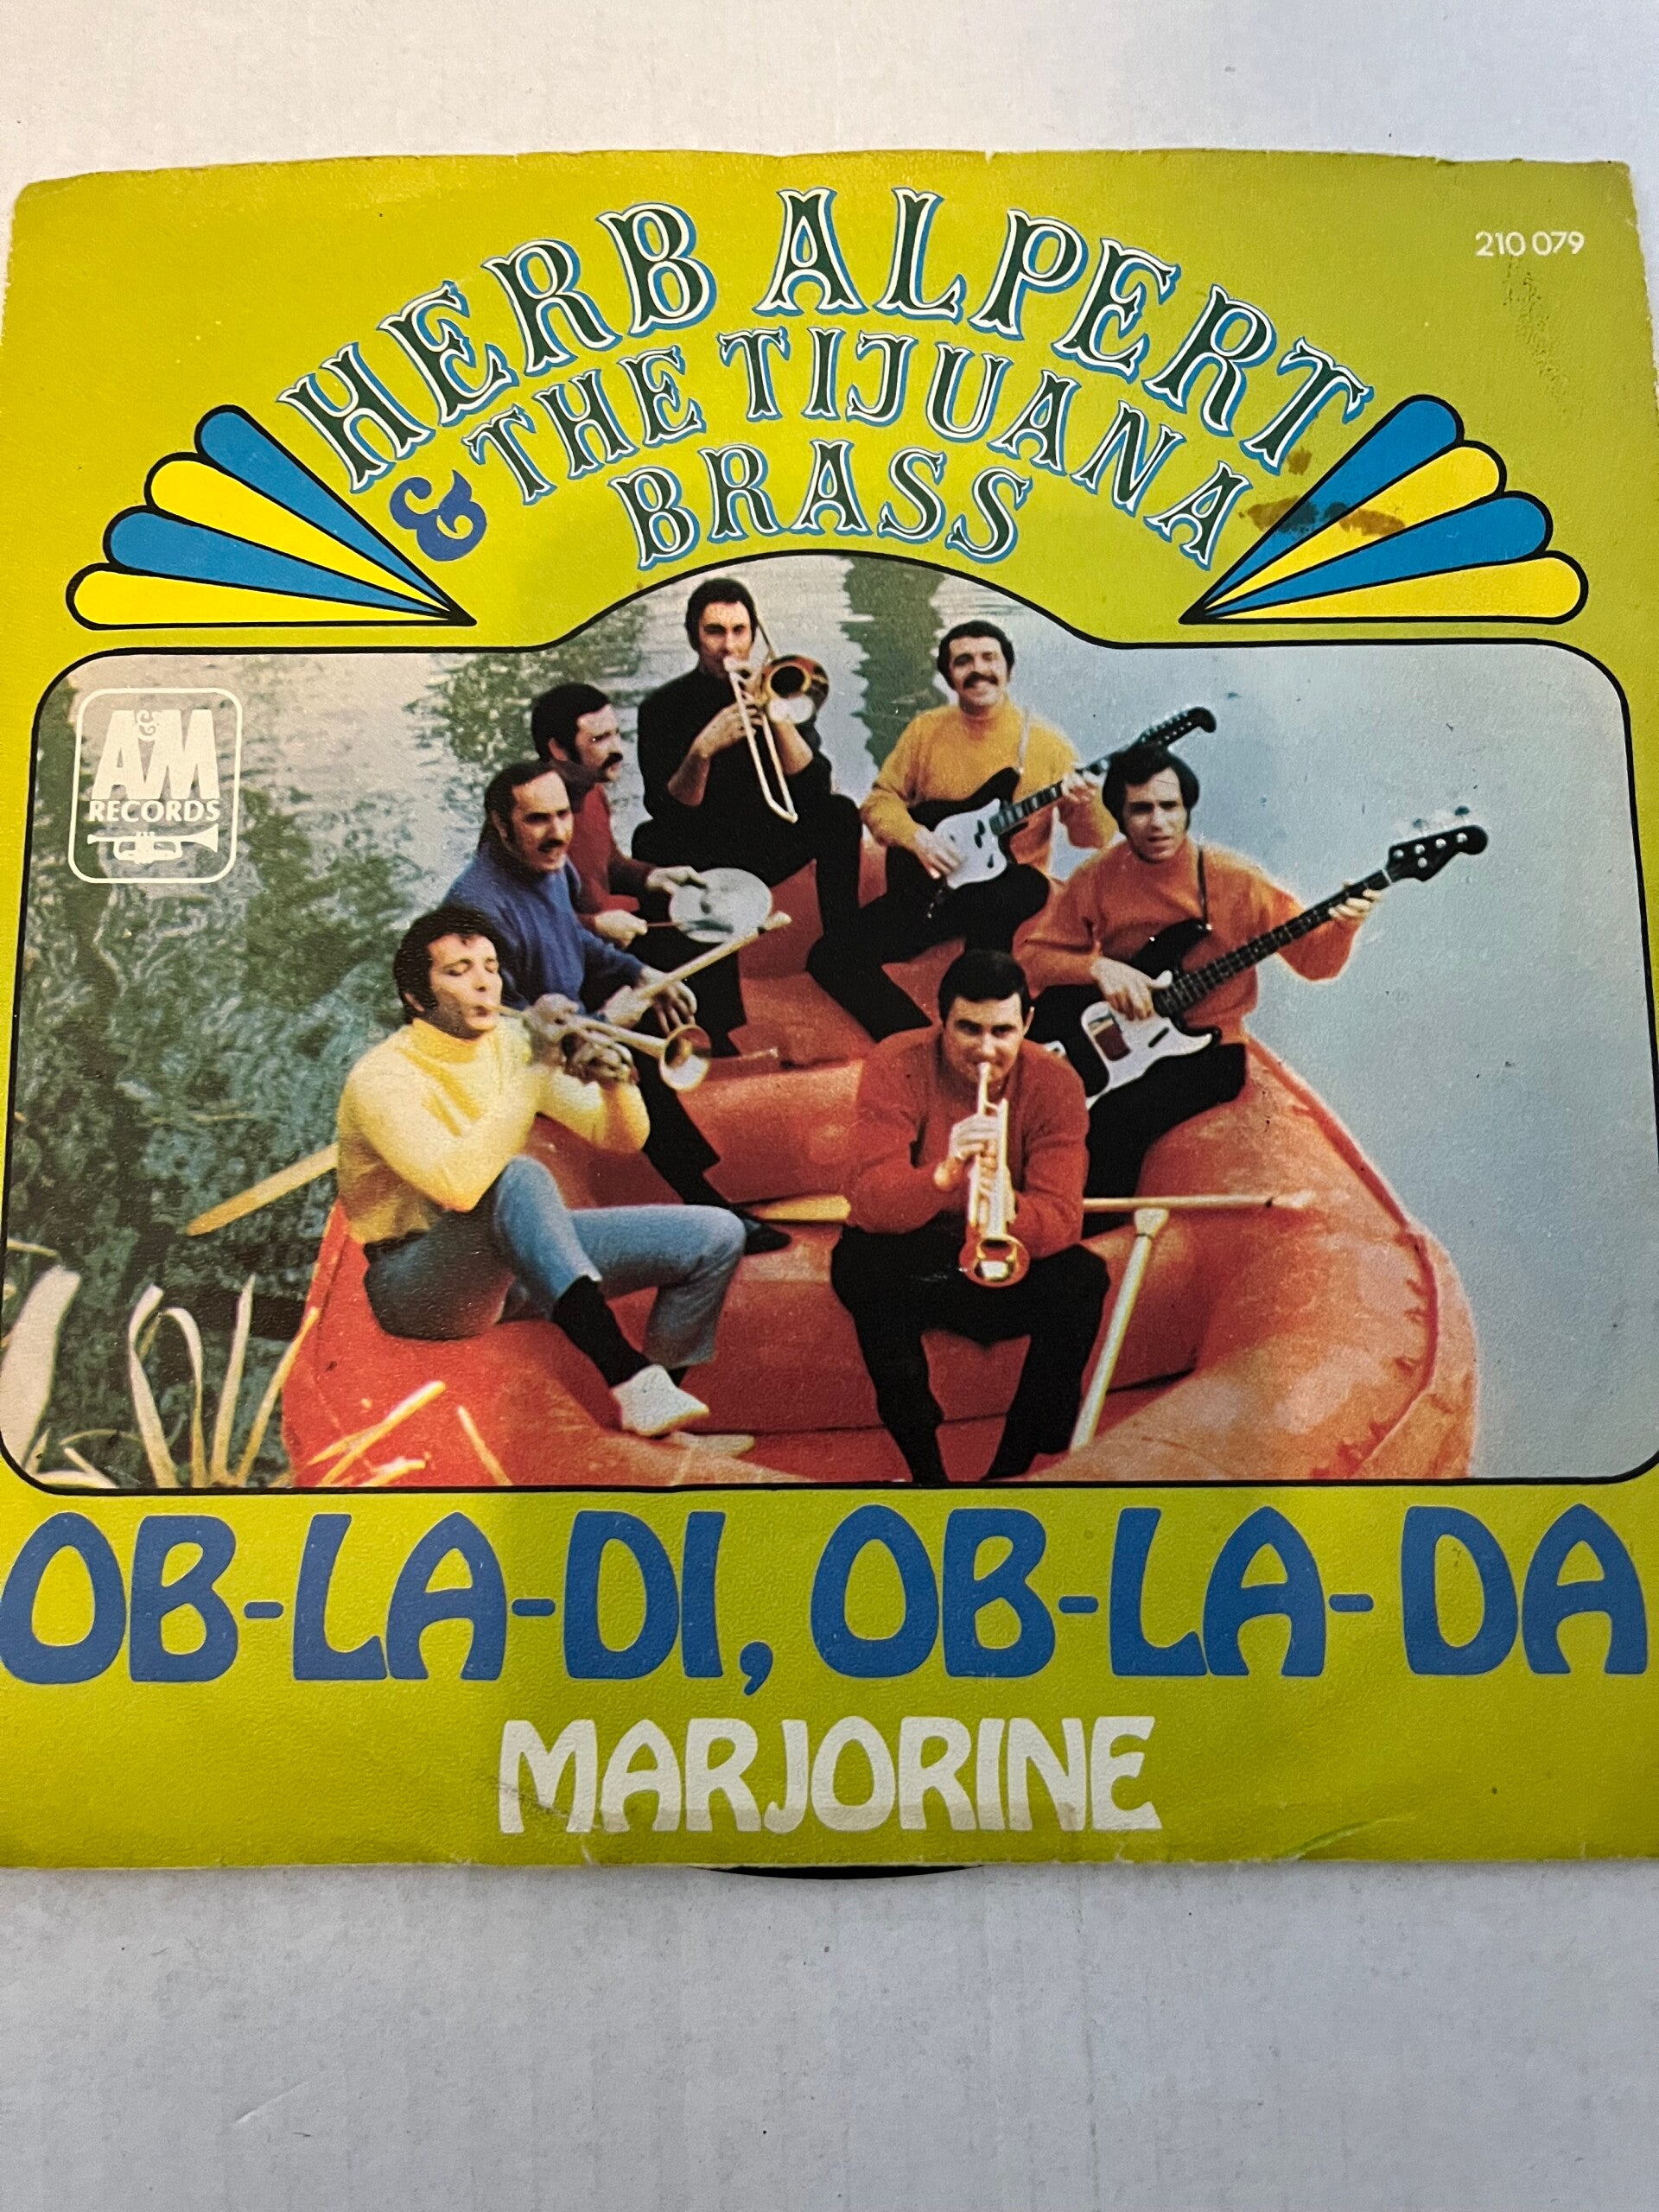 210 079
HERB ALPERT
& THE TIJUANA
BRASS
A&M
RECORDS
OB-LA-DI, OB-LA-DA
MARJORINE